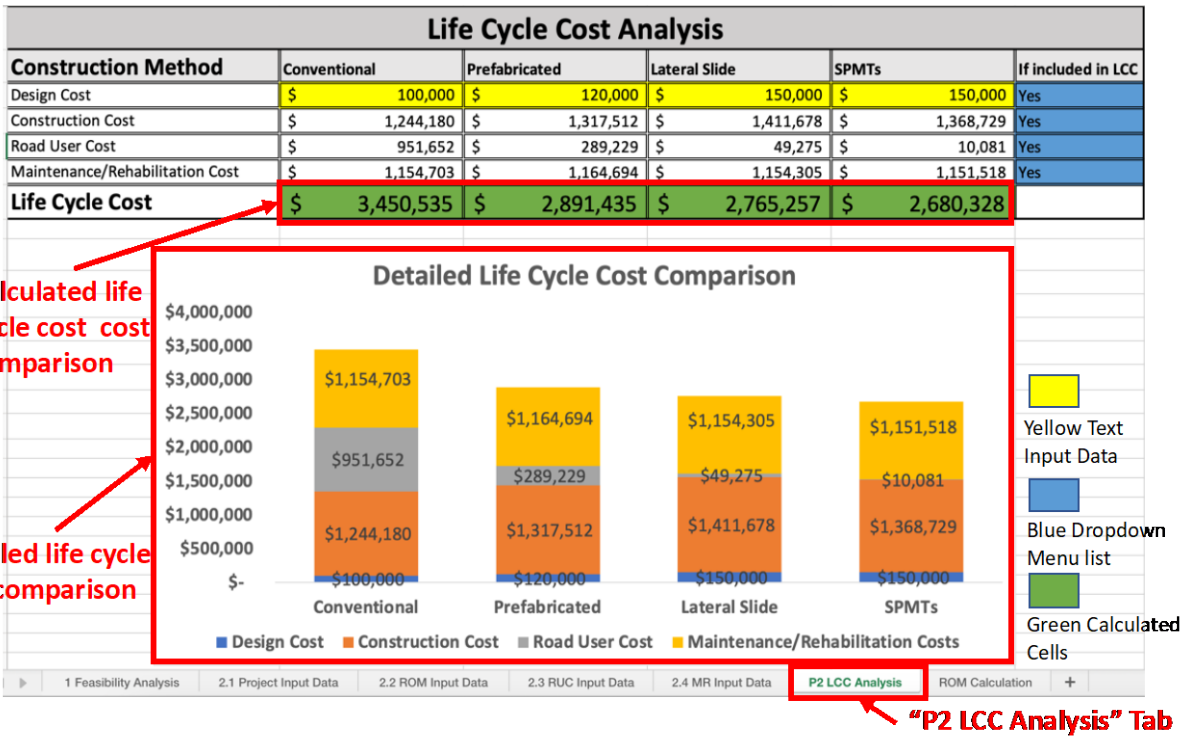 Life Cycle Cost Analysis
Construction Method Conventional Prefabricated Lateral Slide SPMTs If included in LCC
Design Cost $ 100,000 $ 120,000 $ 150,000 $ 150,000 Yes
Construction Cost $ 1,244,180 $ 1,317,512 $ 1,411,678 $ 1,368,729 Yes
Road User Cost $ 951,652 $ 289,229 $ 49,275 $ 10,081 Yes
Maintenance/Rehabilitation Cost $ 1,154,703 $ 1,164,694 $ 1,154,305 $ 1,151,518 Yes
Life Cycle Cost $ 3,450,535 $ 2,891,435 $ 2,765,257 $ 2,680,328
lculated life
cle cost cost
mparison
led life cycle
comparison
Detailed Life Cycle Cost Comparison
$4,000,000
$3,500,000
$3,000,000
$2,500,000
$2,000,000
$1,500,000
$1,000,000
$500,000
$-
$1,154,703 $1,164,694 $1,154,305 $1,151,518
$951,652 $289,229 $49,275 $10,081
$1,244,180 $1,317,512 $1,411,678 $1,368,729
$100,000 $120,000 $150,000 $150,000
Conventional Prefabricated Lateral Slide SPMTs
Design Cost Construction Cost Road User Cost Maintenance/Rehabilitation Costs
Yellow Text
Input Data
Blue Dropdown
Menu list
Green Calculated
Cells
1 Feasibility Analysis 2.1 Project Input Data 2.2 ROM Input Data 2.3 RUC Input Data 2.4 MR Input Data P2 LCC Analysis ROM Calculation +
“P2 LCC Analysis” Tab